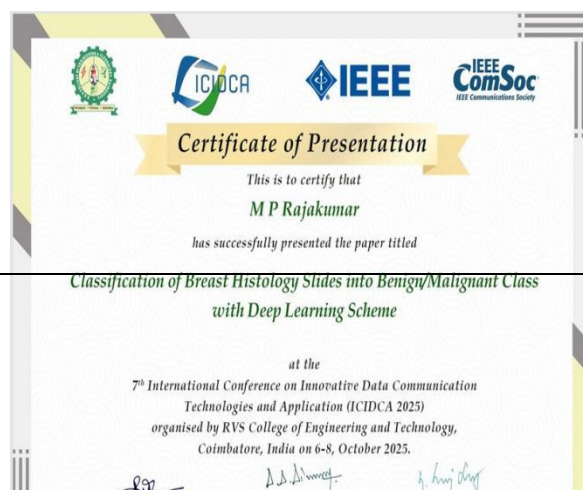 ICIDCA
IEEE
IEEE
ComSoc
IEEE Communications Society
Certificate of Presentation
This is to certify that
M P Rajakumar
has successfully presented the paper titled
Classification of Breast Histology Slides into Benign/Malignant Class
with Deep Learning Scheme
at the
7th International Conference on Innovative Data Communication
Technologies and Application (ICIDCA 2025)
organised by RVS College of Engineering and Technology,
Coimbatore, India on 6-8, October 2025.